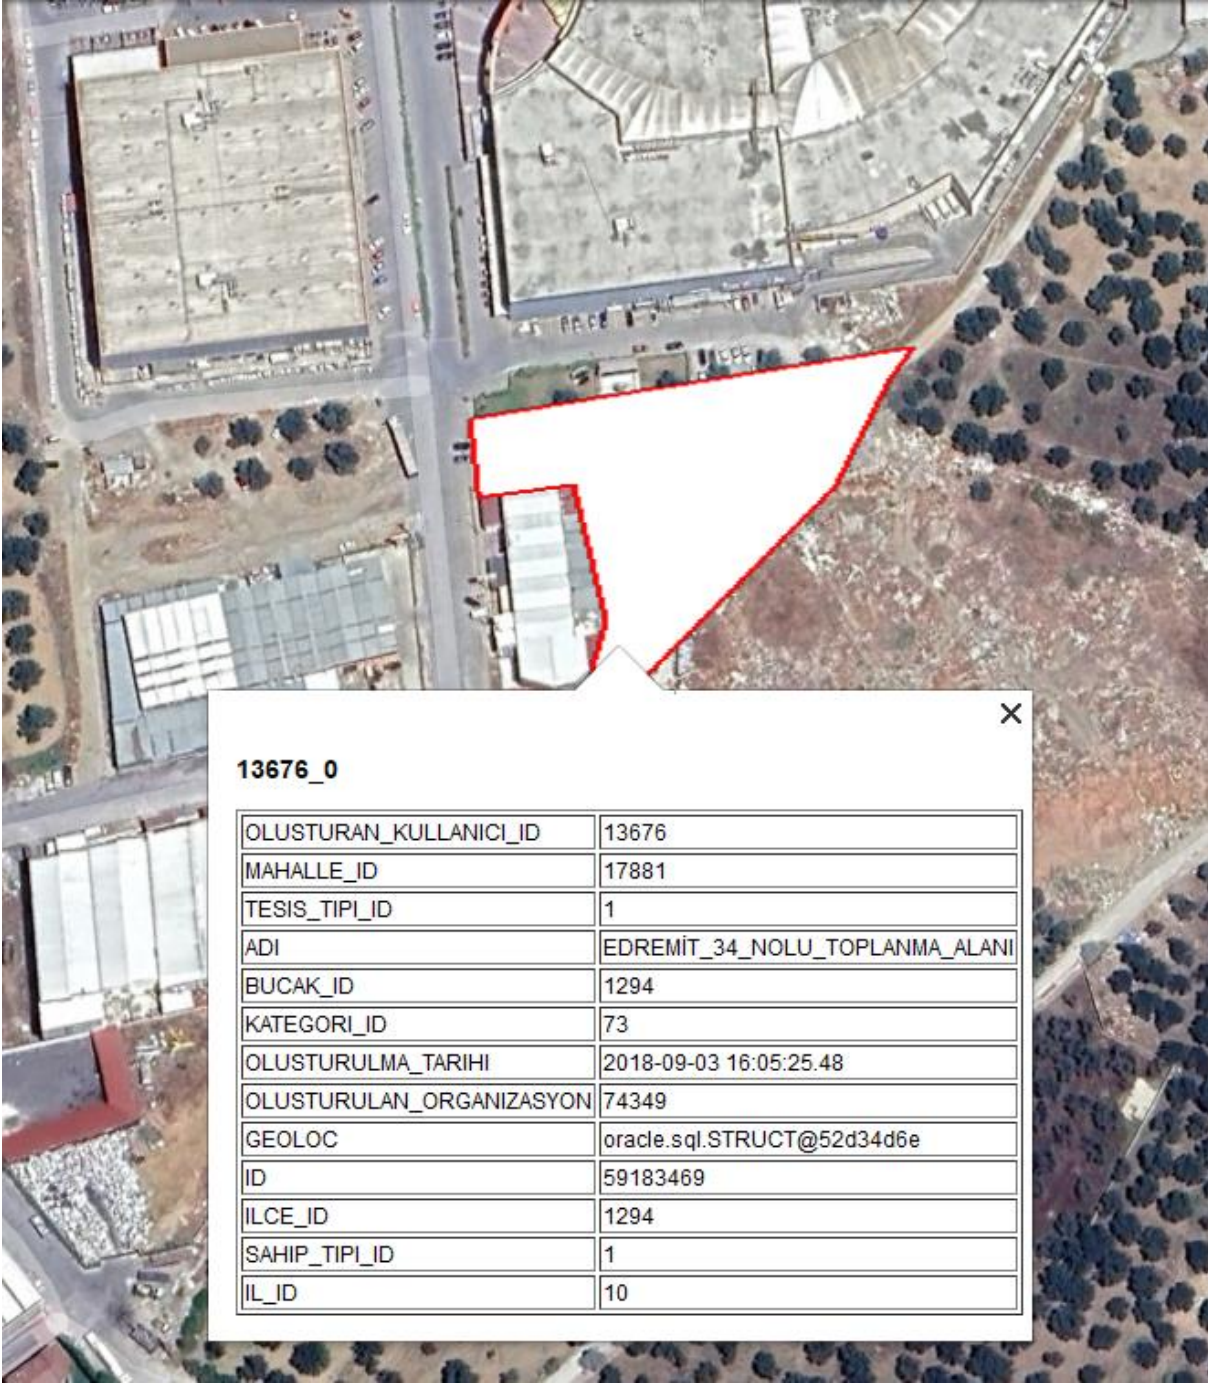 13676_0
OLUSTURAN_KULLANICI_ID 13676
MAHALLE_ID 17881
TESIS_TIPI_ID 1
ADI EDREMİT_34_NOLU_TOPLANMA_ALANI
BUCAK_ID 1294
KATEGORI_ID 73
OLUSTURULMA_TARIHI 2018-09-03 16:05:25.48
OLUSTURULAN_ORGANIZASYON 74349
GEOLOC oracle.sql.STRUCT@52d34d6e
ID 59183469
ILCE_ID 1294
SAHIP_TIPI_ID 1
IL_ID 10